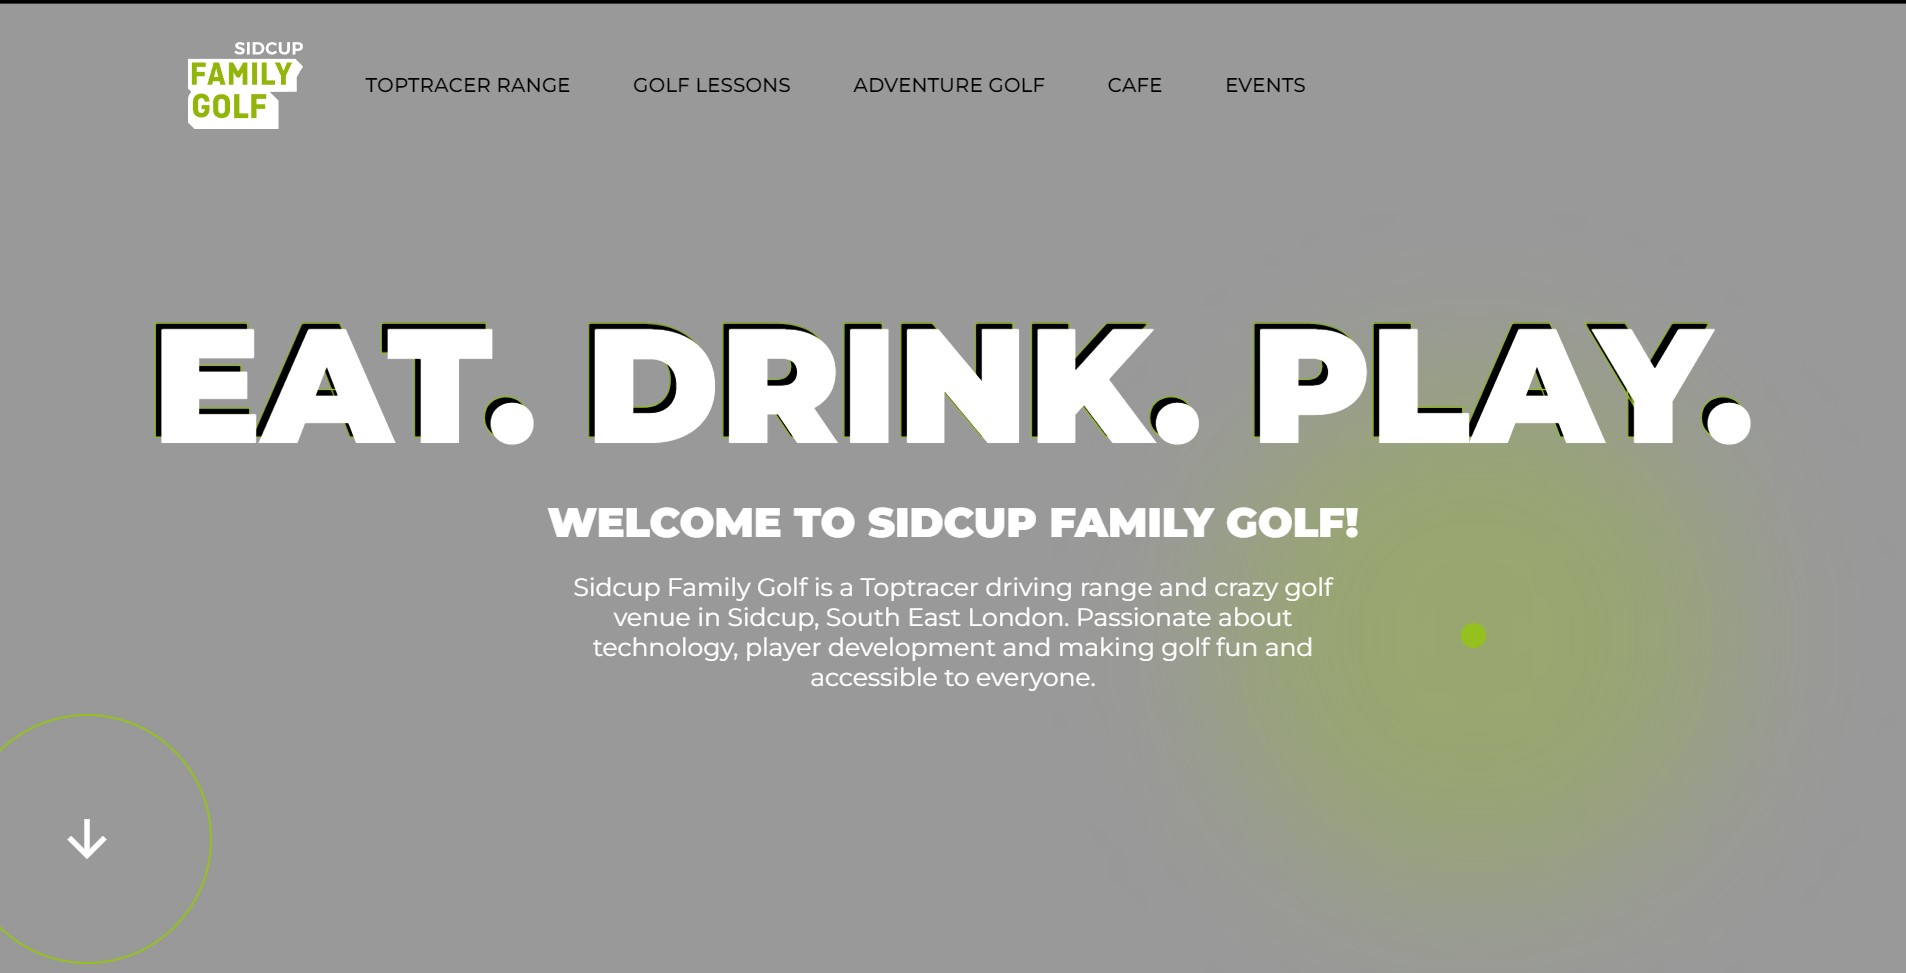 SIDCUP
FAMILY
GOLF
TOPTRACER RANGE
GOLF LESSONS
ADVENTURE GOLF
CAFE
EVENTS
EAT. DRINK. PLAY.
WELCOME TO SIDCUP FAMILY GOLF!
Sidcup Family Golf is a Toptracer driving range and crazy golf
venue in Sidcup, South East London. Passionate about
technology, player development and making golf fun and
accessible to everyone.